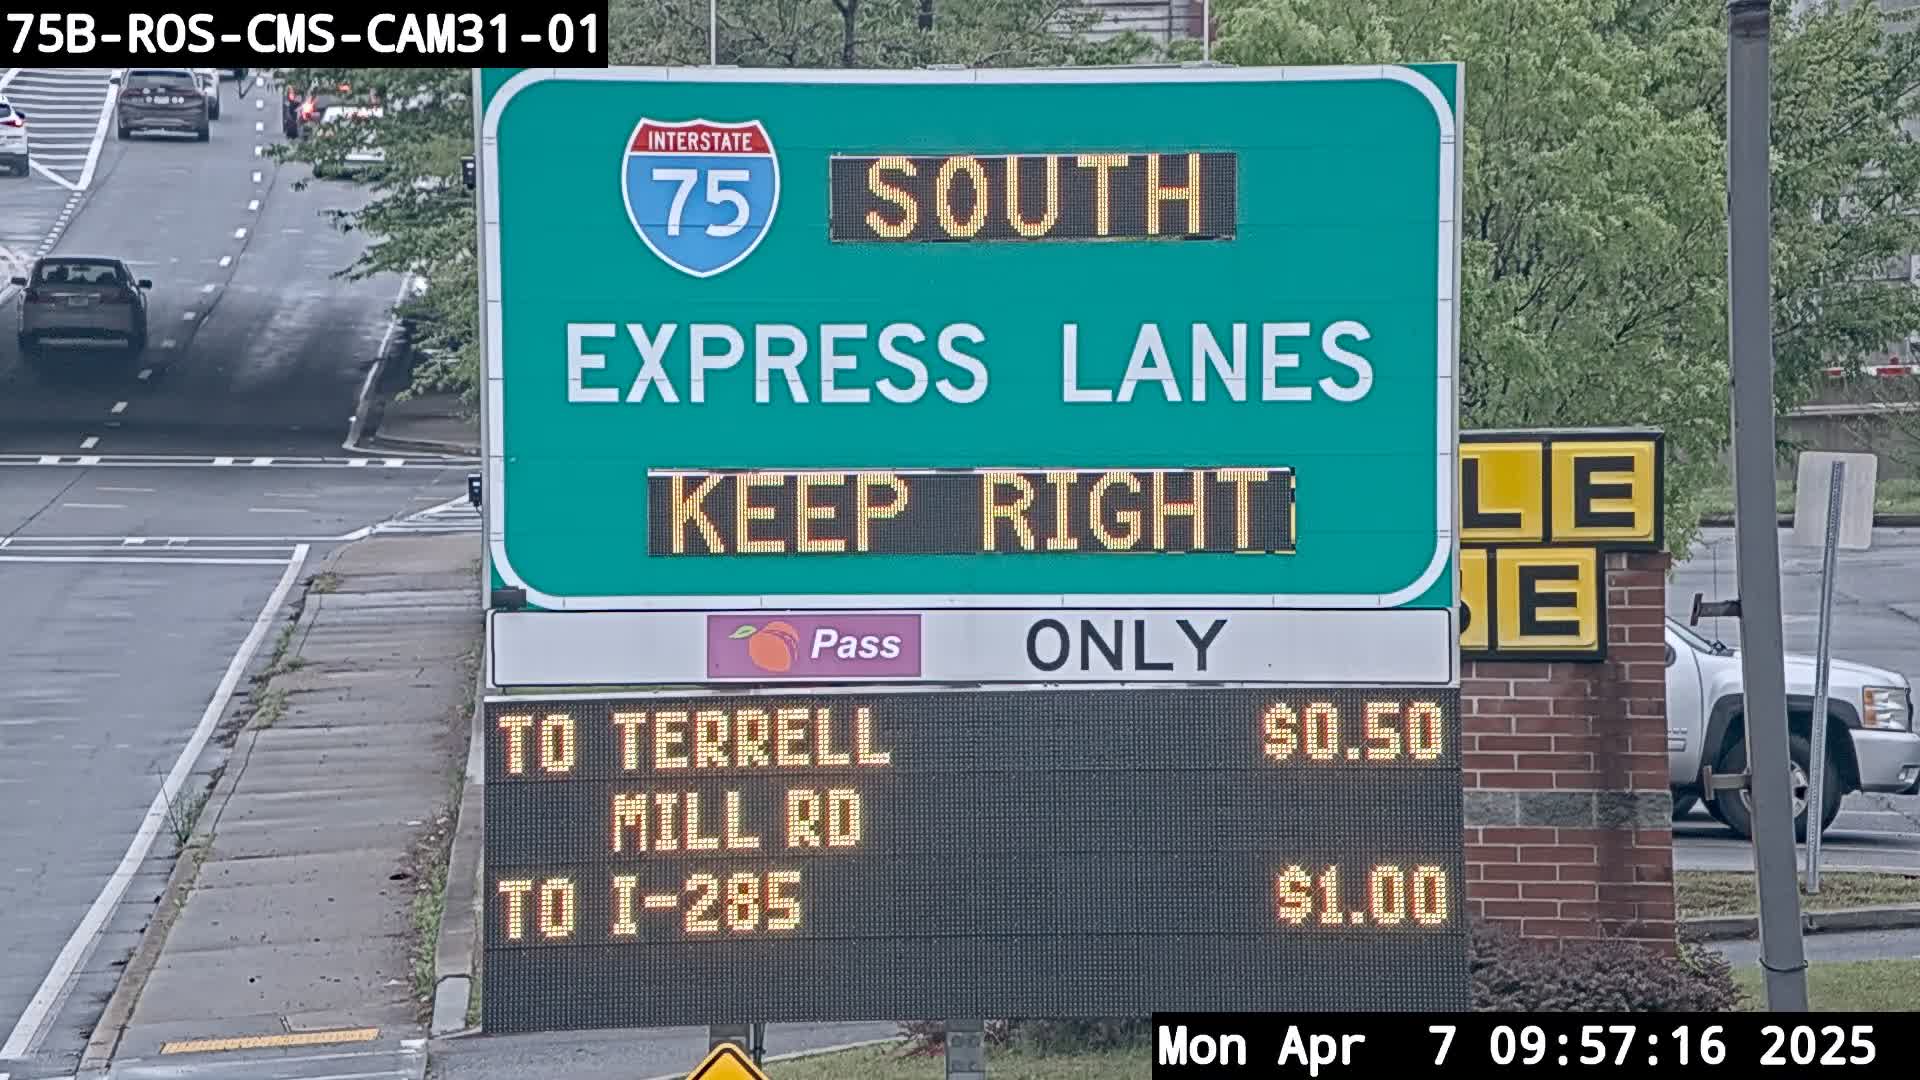 75B-ROS-CMS-CAM31-01
INTERSTATE
75
SOUTH
EXPRESS LANES
KEEP RIGHT
Pass ONLY
TO TERRELL $0.50
MILL RD
TO I-285 $1.00
LE
E
Mon Apr 7 09:57:16 2025